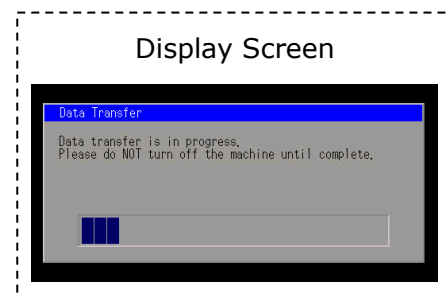 Display Screen
Data Transfer
Data transfer is in progress.
Please do NOT turn off the machine until complete.